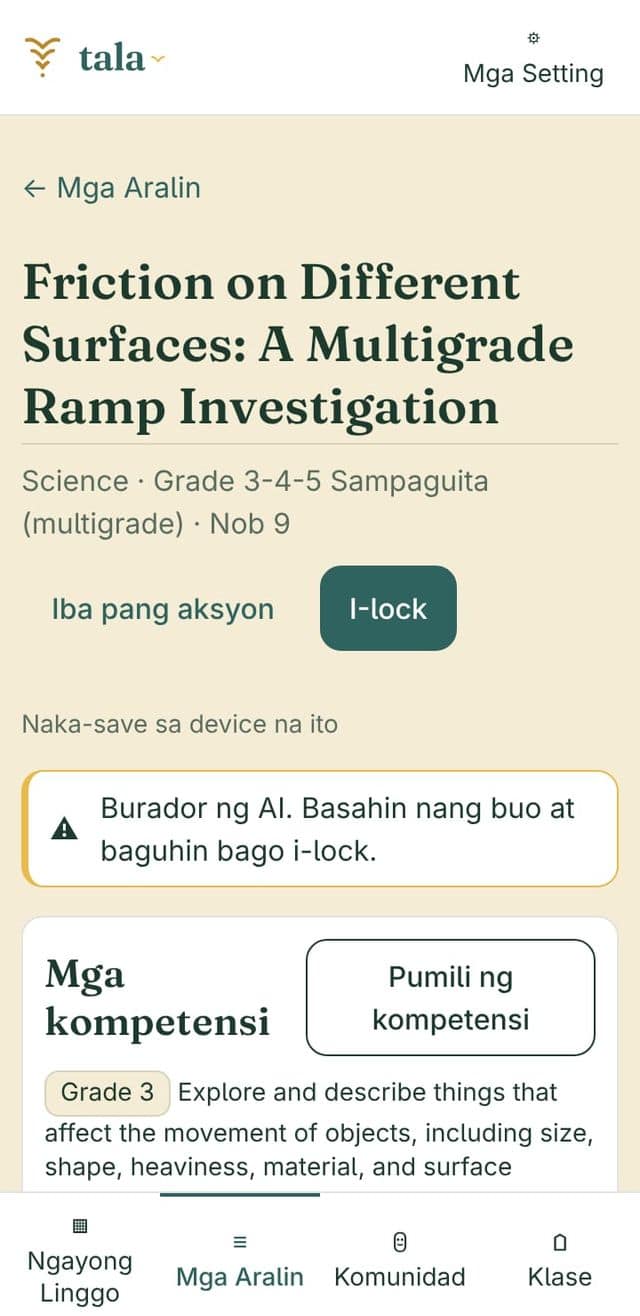 tala
Mga Setting
← Mga Aralin
Friction on Different
Surfaces: A Multigrade
Ramp Investigation
Science · Grade 3-4-5 Sampaguita
(multigrade) · Nob 9
Iba pang aksyon
I-lock
Naka-save sa device na ito
Burador ng AI. Basahin nang buo at
baguhin bago i-lock.
Mga
kompetensi
Pumili ng
kompetensi
Grade 3 Explore and describe things that
affect the movement of objects, including size,
shape, heaviness, material, and surface
Ngayong
Linggo
Mga Aralin
Komunidad
Klase